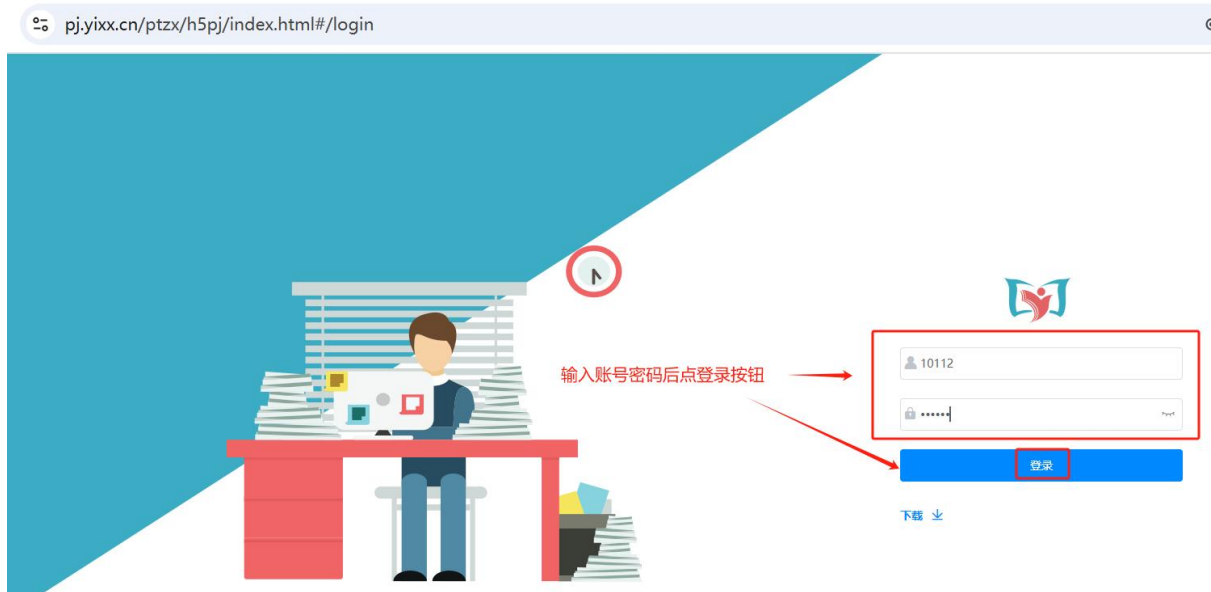 pj.yixx.cn/ptzx/h5pj/index.html#/login
输入账号密码后点登录按钮
10112
••••••
登录
下载